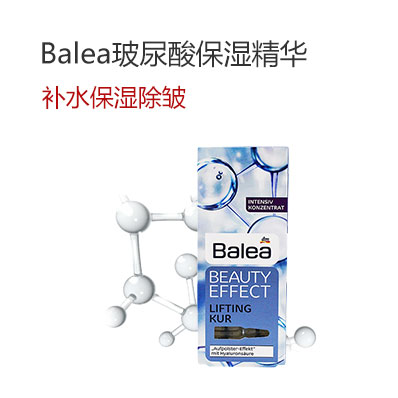 Balea玻尿酸保湿精华
补水保湿除皱
INTENSIV
KONZENTRAT
dm
Balea
BEAUTY
EFFECT
LIFTING
KUR
„Aufpolster-Effekt“
mit Hyaluronsäure